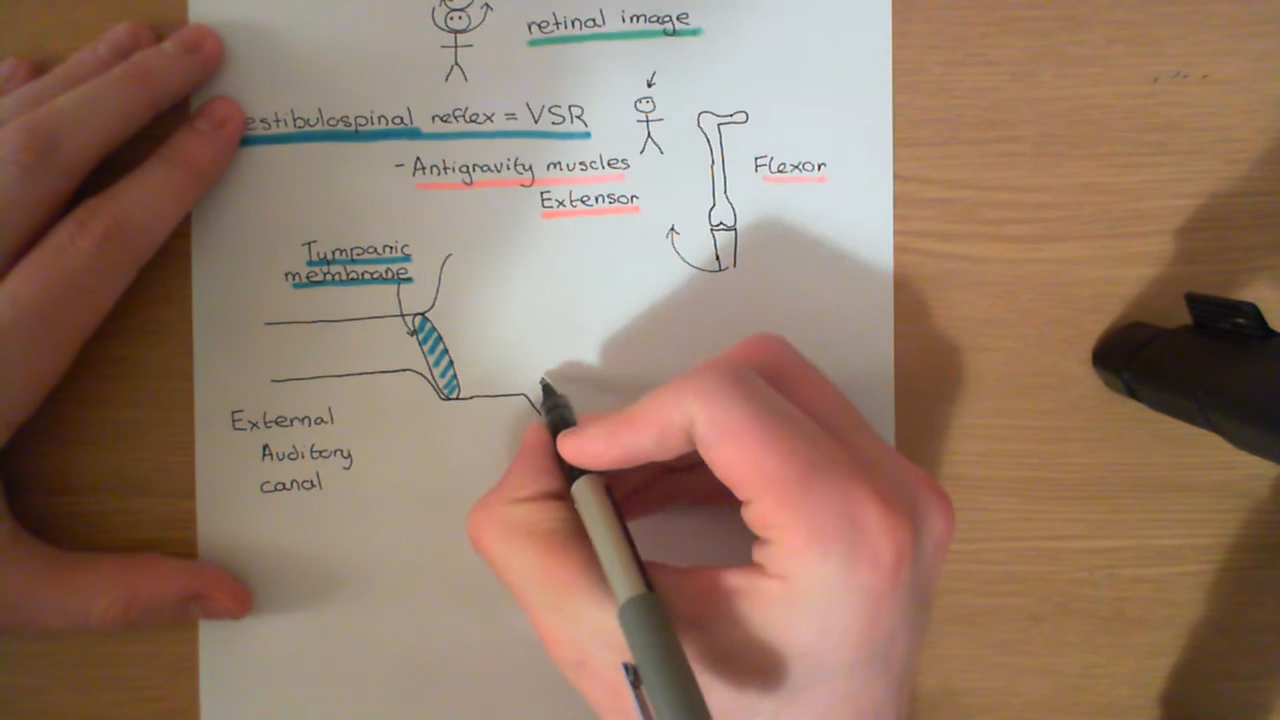 retinal image
estibulospinal reflex = VSR
- Antigravity muscles
Extensor
Flexor
Tympanic
membrane
External
Auditory
canal